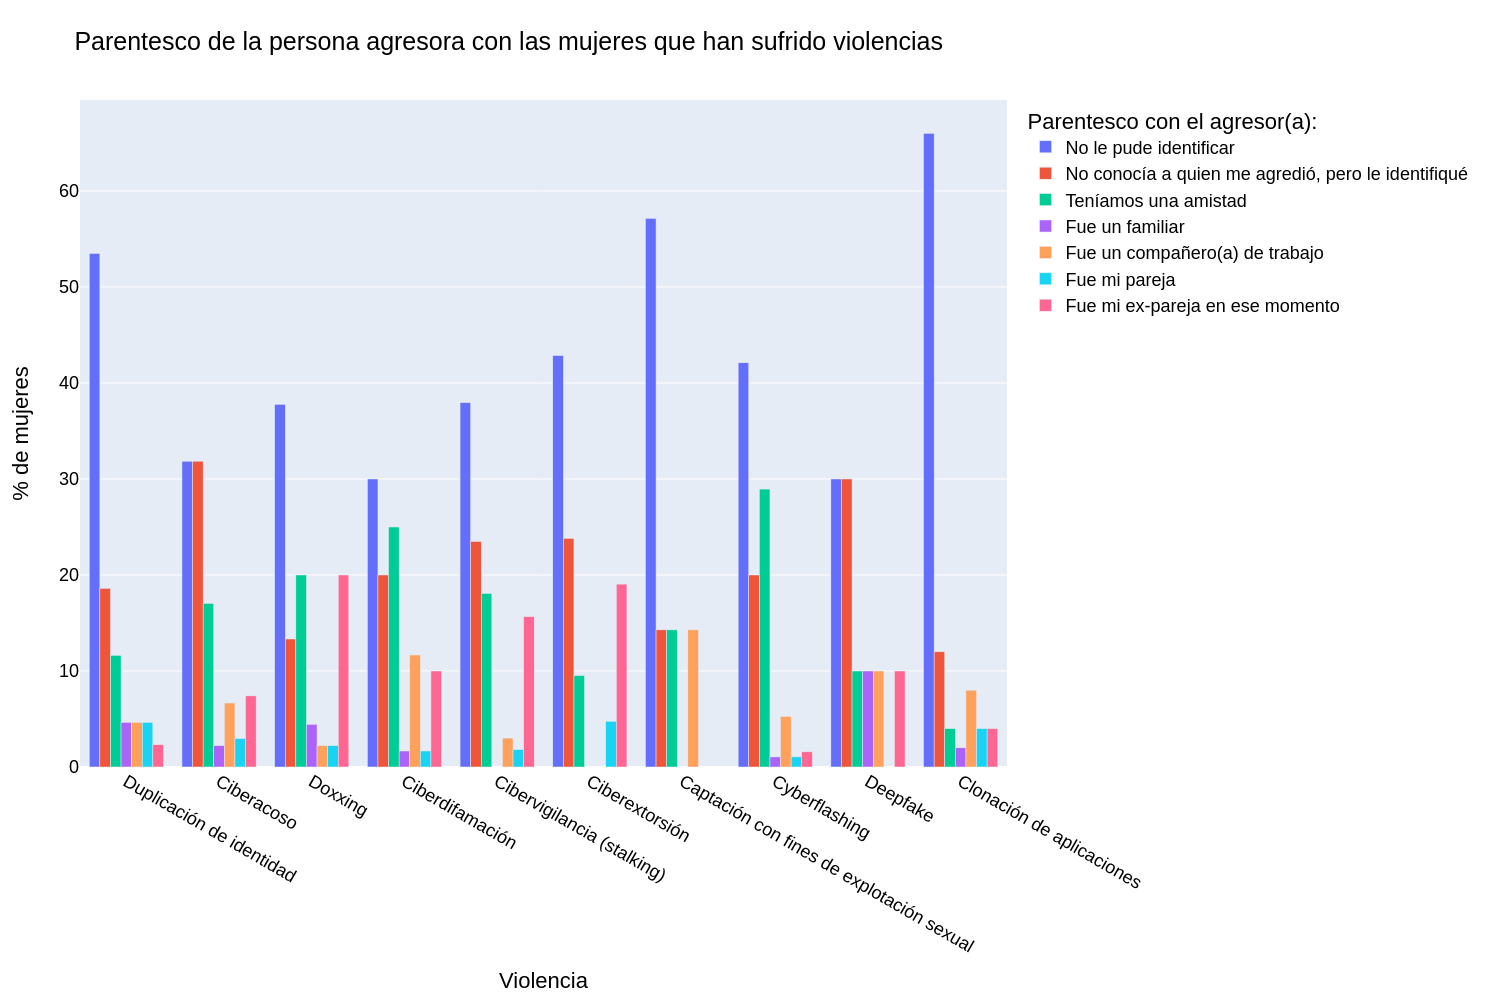 Parentesco de la persona agresora con las mujeres que han sufrido violencias
Parentesco con el agresor(a):
No le pude identificar
No conocía a quien me agredió, pero le identifiqué
Teníamos una amistad
Fue un familiar
Fue un compañero(a) de trabajo
Fue mi pareja
Fue mi ex-pareja en ese momento
% de mujeres
60
50
40
30
20
10
0
Duplicación de identidad
Ciberacoso
Doxxing
Ciberdifamación
Cibervigilancia (stalking)
Ciberextorsión
Captación con fines de explotación sexual
Cyberflashing
Deepfake
Clonación de aplicaciones
Violencia